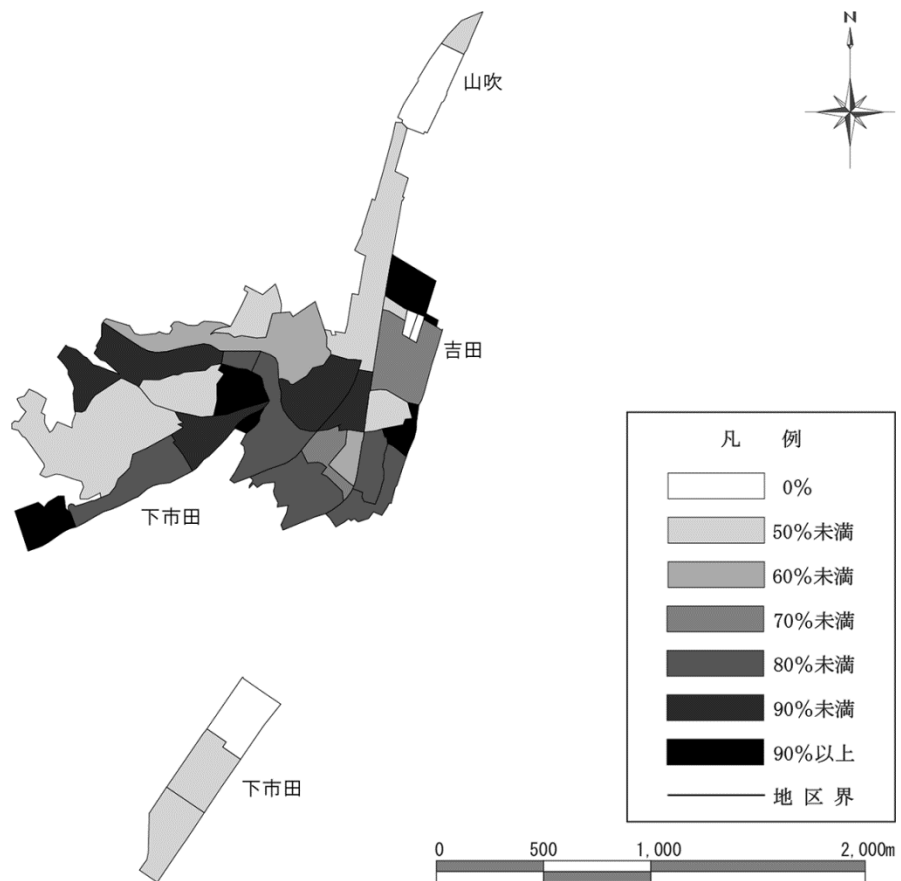 N
山吹
吉田
下市田
下市田
凡　例
0%
50%未満
60%未満
70%未満
80%未満
90%未満
90%以上
地 区 界
0 500 1,000 2,000m